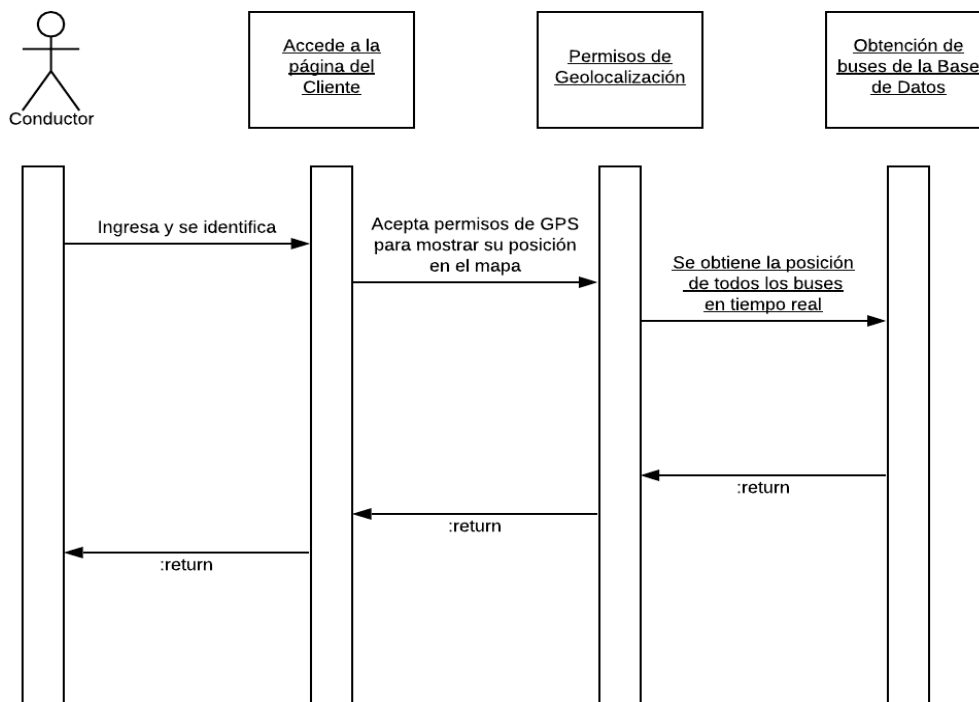 Conductor
Accede a la
página del
Cliente
Permisos de
Geolocalización
Obtención de
buses de la Base
de Datos
Ingresa y se identifica
Acepta permisos de GPS
para mostrar su posición
en el mapa
Se obtiene la posición
de todos los buses
en tiempo real
:return
:return
:return